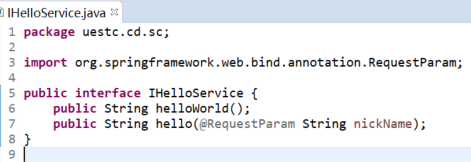 IHelloService.java
1 package uestc.cd.sc;
2
3 import org.springframework.web.bind.annotation.RequestParam;
4
5 public interface IHelloService {
6 public String helloWorld();
7 public String hello(@RequestParam String nickName);
8 }
9